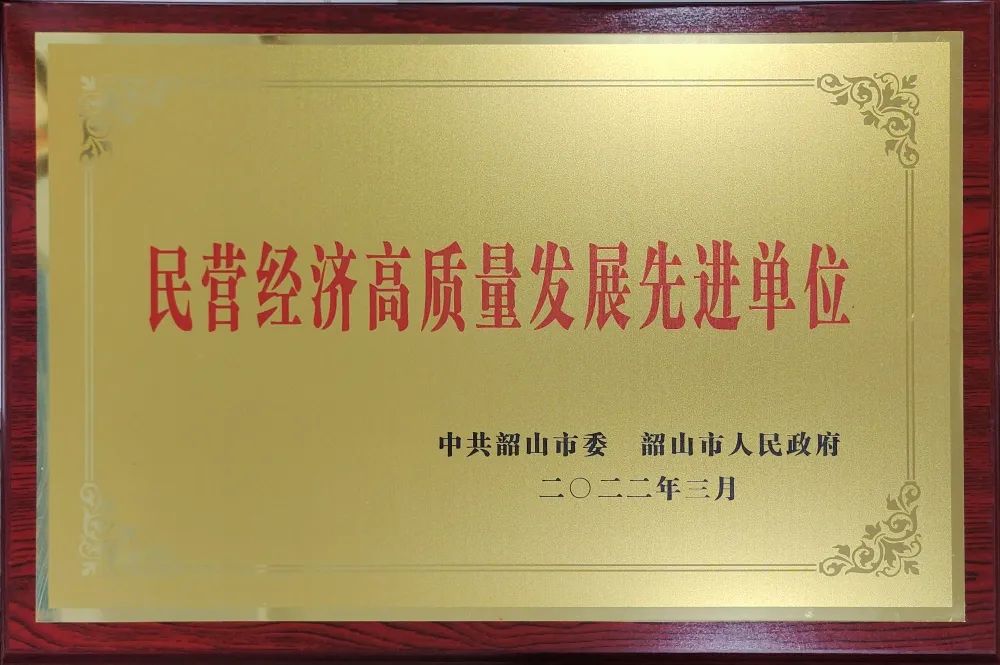 民营经济高质量发展先进单位
中共韶山市委 韶山市人民政府
二〇二二年三月